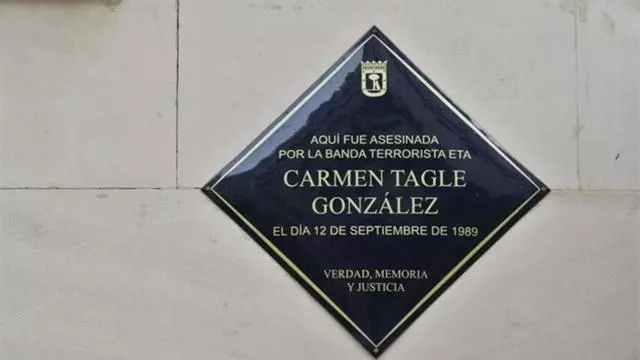 AQUÍ FUE ASESINADA
POR LA BANDA TERRORISTA ETA
CARMEN TAGLE
GONZÁLEZ
EL DÍA 12 DE SEPTIEMBRE DE 1989
VERDAD, MEMORIA
Y JUSTICIA